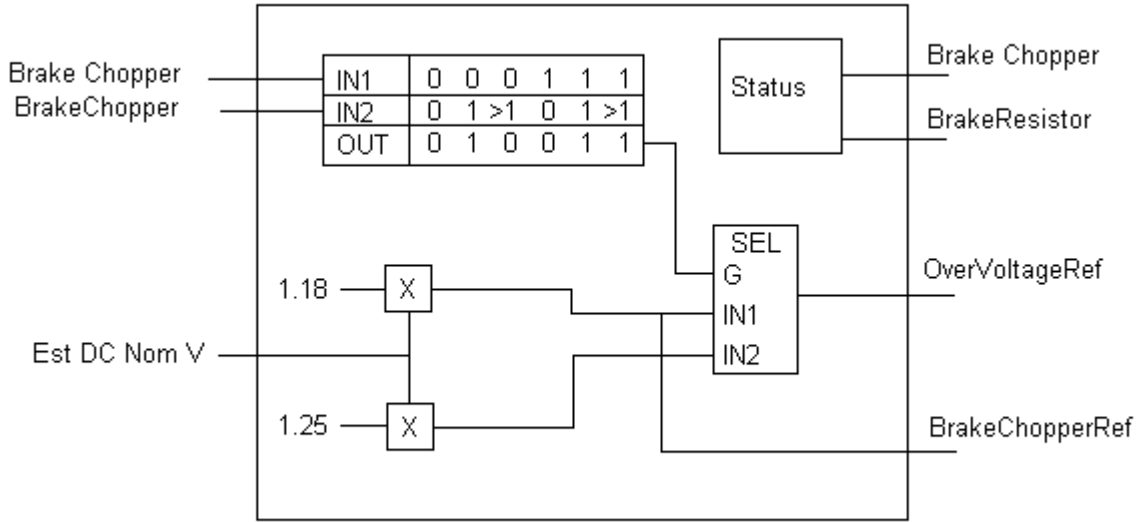 Brake Chopper
BrakeChopper
IN1 0 0 0 1 1 1
IN2 0 1 >1 0 1 >1
OUT 0 1 0 0 1 1
Status
Brake Chopper
BrakeResistor
SEL
G
IN1
IN2
OverVoltageRef
1.18
X
Est DC Nom V
1.25
X
BrakeChopperRef